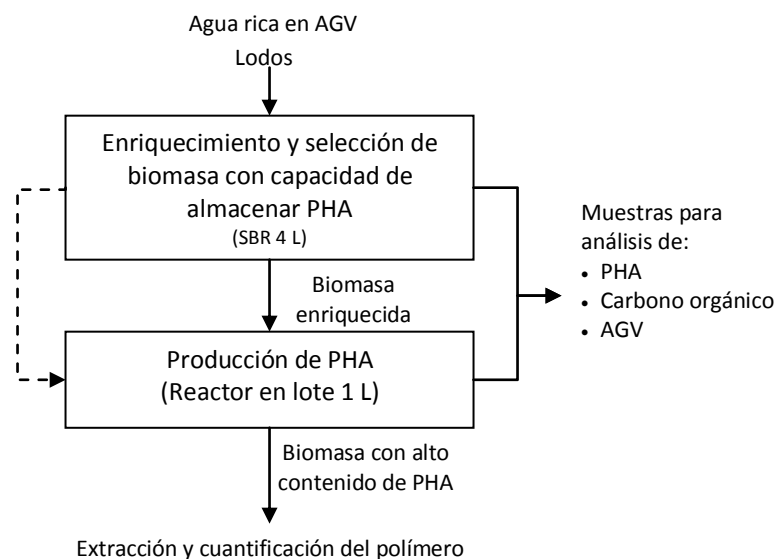 Agua rica en AGV
Lodos
Enriquecimiento y selección de
biomasa con capacidad de
almacenar PHA
(SBR 4 L)
Biomasa
enriquecida
Producción de PHA
(Reactor en lote 1 L)
Biomasa con alto
contenido de PHA
Extracción y cuantificación del polímero
Muestras para
análisis de:
• PHA
• Carbono orgánico
• AGV